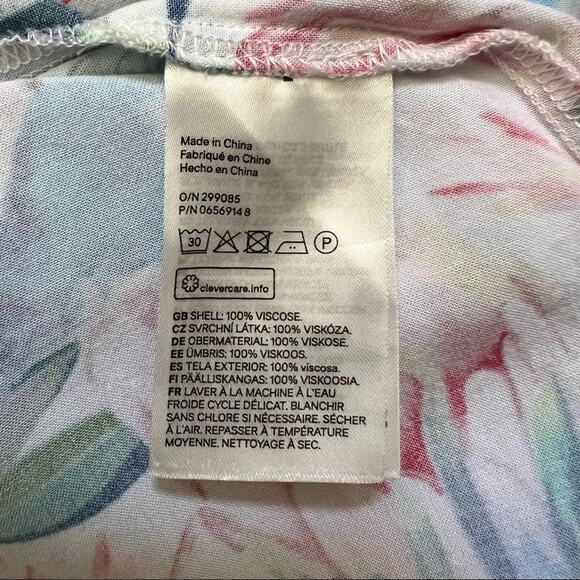 Made in China
Fabriqué en Chine
Hecho en China
O/N 299085
P/N 0656914 8
30 P
clevercare.info
GB SHELL: 100% VISCOSE.
CZ SVRCHNÍ LÁTKA: 100% VISKÓZA.
DE OBERMATERIAL: 100% VISKOSE.
EE ÜMBRIS: 100% VISKOOS.
ES TELA EXTERIOR: 100% viscosa.
FI PÄÄLLISKANGAS: 100% VISKOOSIA.
FR LAVER À LA MACHINE À L'EAU
FROIDE CYCLE DÉLICAT. BLANCHIR
SANS CHLORE SI NÉCESSAIRE. SÉCHER
À L'AIR. REPASSER À TEMPÉRATURE
MOYENNE. NETTOYAGE À SEC.